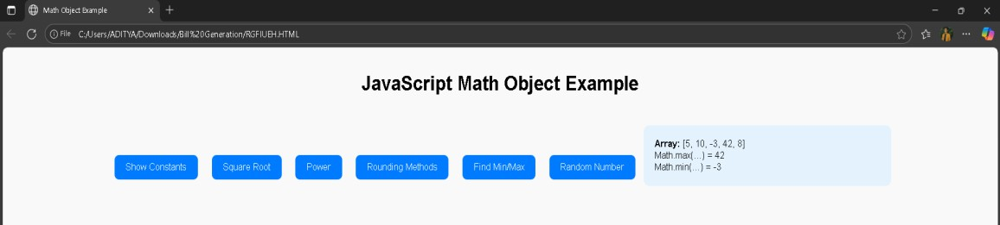 Math Object Example
File C:/Users/ADITYA/Downloads/Bill%20Generation/RGFIUEH.HTML
JavaScript Math Object Example
Show Constants
Square Root
Power
Rounding Methods
Find Min/Max
Random Number
Array: [5, 10, -3, 42, 8]
Math.max(...) = 42
Math.min(...) = -3